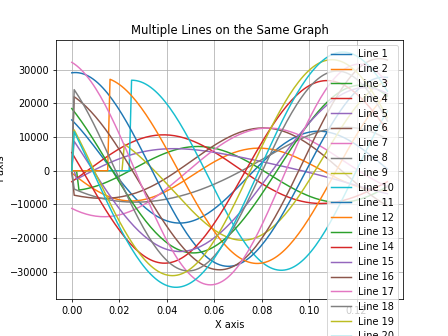 Multiple Lines on the Same Graph
30000
20000
10000
0
−10000
−20000
−30000
0.00 0.02 0.04 0.06 0.08 0.10
X axis
Line 1
Line 2
Line 3
Line 4
Line 5
Line 6
Line 7
Line 8
Line 9
Line 10
Line 11
Line 12
Line 13
Line 14
Line 15
Line 16
Line 17
Line 18
Line 19
Line 20